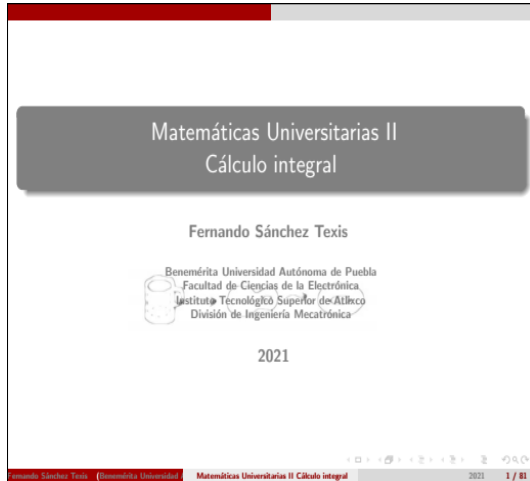 Matemáticas Universitarias II
Cálculo integral
Fernando Sánchez Texis
Benemérita Universidad Autónoma de Puebla
Facultad de Ciencias de la Electrónica
Instituto Tecnológico Superior de Atlixco
División de Ingeniería Mecatrónica
2021
Fernando Sánchez Texis (Benemérita Universidad Matemáticas Universitarias II Cálculo integral 2021 1 / 81